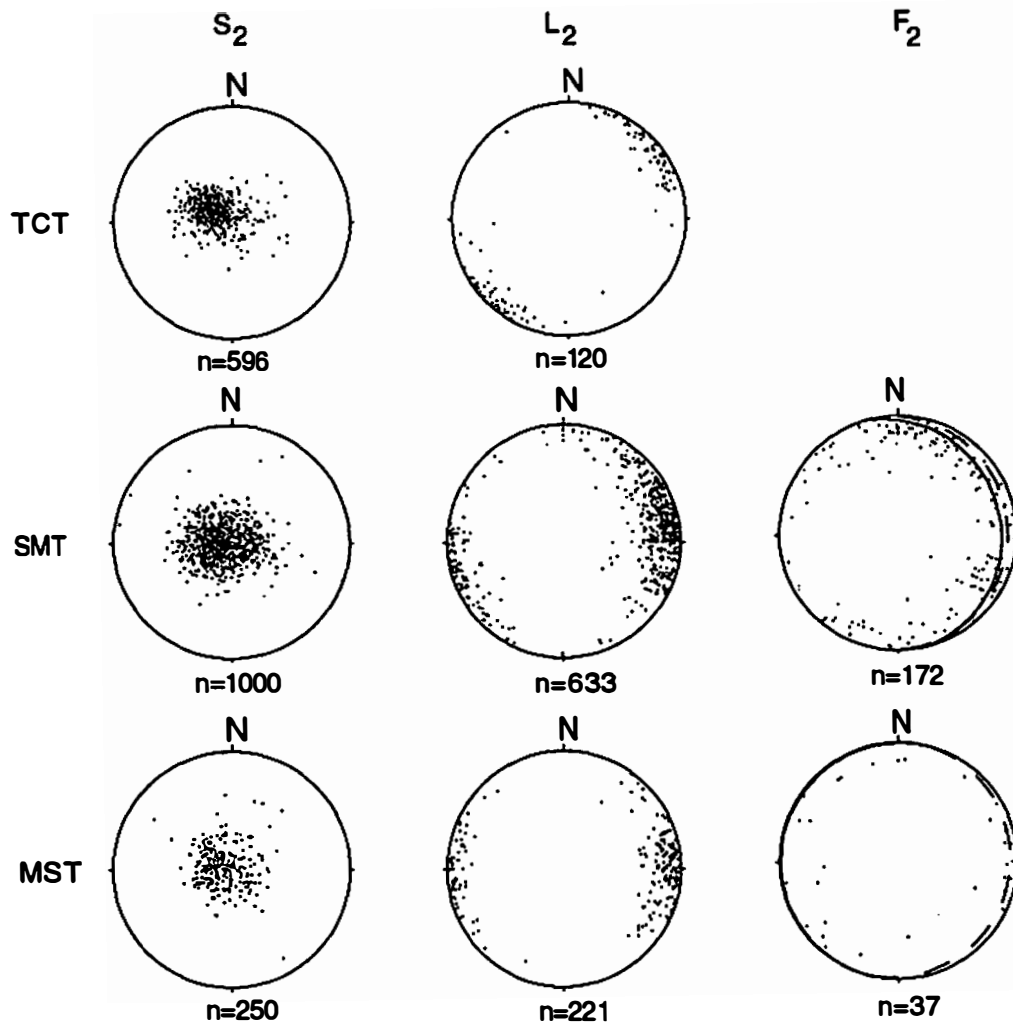 S₂ L₂ F₂
N N
TCT
n=596 n=120
N N N
SMT
n=1000 n=633 n=172
N N N
MST
n=250 n=221 n=37